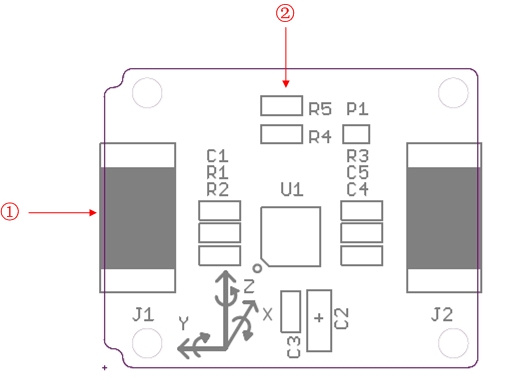 ②
R5 P1
R4
C1 R3
R1 C5
R2 U1 C4
①
Z
J1 Y X C2 J2
C3